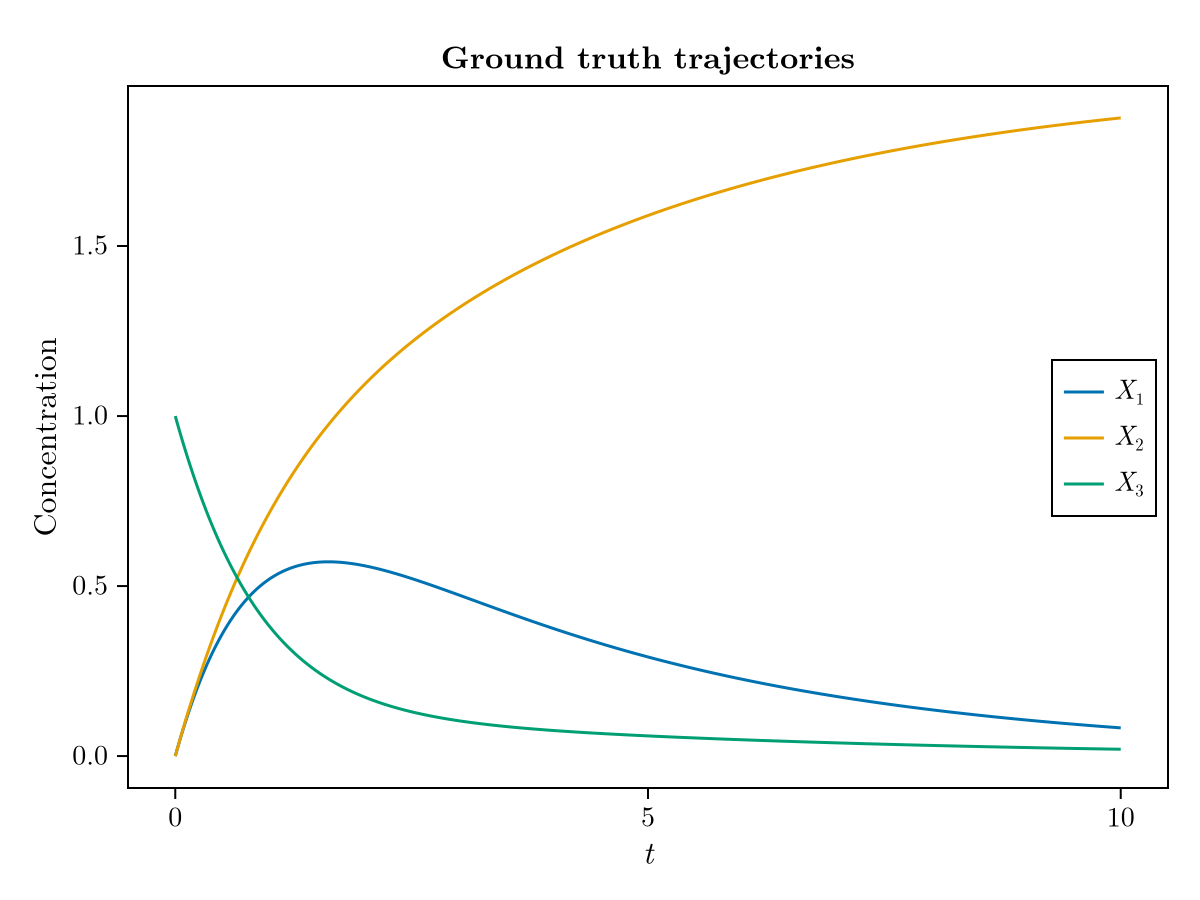 Ground truth trajectories
Concentration
1.5
1.0
0.5
0.0
X₁
X₂
X₃
0 5 10
t